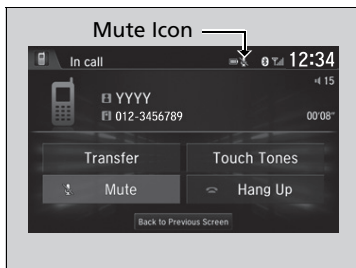 Mute Icon
In call 12:34
15
YYYY
012-3456789 00'08"
Transfer Touch Tones
Mute Hang Up
Back to Previous Screen